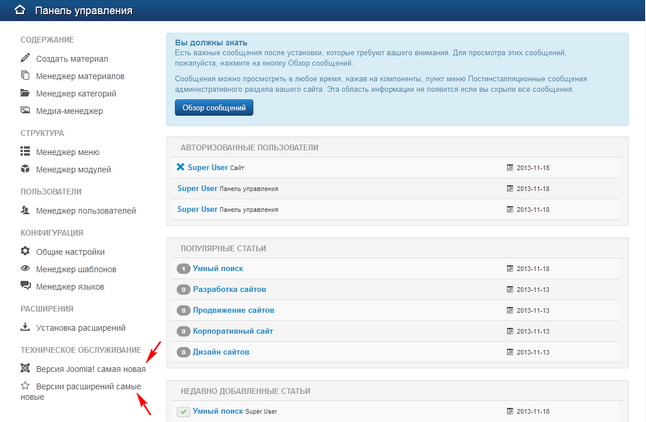 Панель управления
СОДЕРЖАНИЕ
Создать материал
Менеджер материалов
Менеджер категорий
Медиа-менеджер
СТРУКТУРА
Менеджер меню
Менеджер модулей
ПОЛЬЗОВАТЕЛИ
Менеджер пользователей
КОНФИГУРАЦИЯ
Общие настройки
Менеджер шаблонов
Менеджер языков
РАСШИРЕНИЯ
Установка расширений
ТЕХНИЧЕСКОЕ ОБСЛУЖИВАНИЕ
Версия Joomla! самая новая
Версии расширений самые
новые
Вы должны знать
Есть важные сообщения после установки, которые требуют вашего внимания. Для просмотра этих сообщений,
пожалуйста, нажмите на кнопку Обзор сообщений.
Сообщения можно просмотреть в любое время, нажав на компоненты, пункт меню Постинсталляционные сообщения
административного раздела вашего сайта. Эта область информации не появится если вы скрыли все сообщения.
Обзор сообщений
АВТОРИЗОВАННЫЕ ПОЛЬЗОВАТЕЛИ
Super User Сайт 2013-11-18
Super User Панель управления 2013-11-18
Super User Панель управления 2013-11-18
ПОПУЛЯРНЫЕ СТАТЬИ
1 Умный поиск 2013-11-18
0 Разработка сайтов 2013-11-13
0 Продвижение сайтов 2013-11-13
0 Корпоративный сайт 2013-11-13
0 Дизайн сайтов 2013-11-13
НЕДАВНО ДОБАВЛЕННЫЕ СТАТЬИ
Умный поиск Super User 2013-11-18